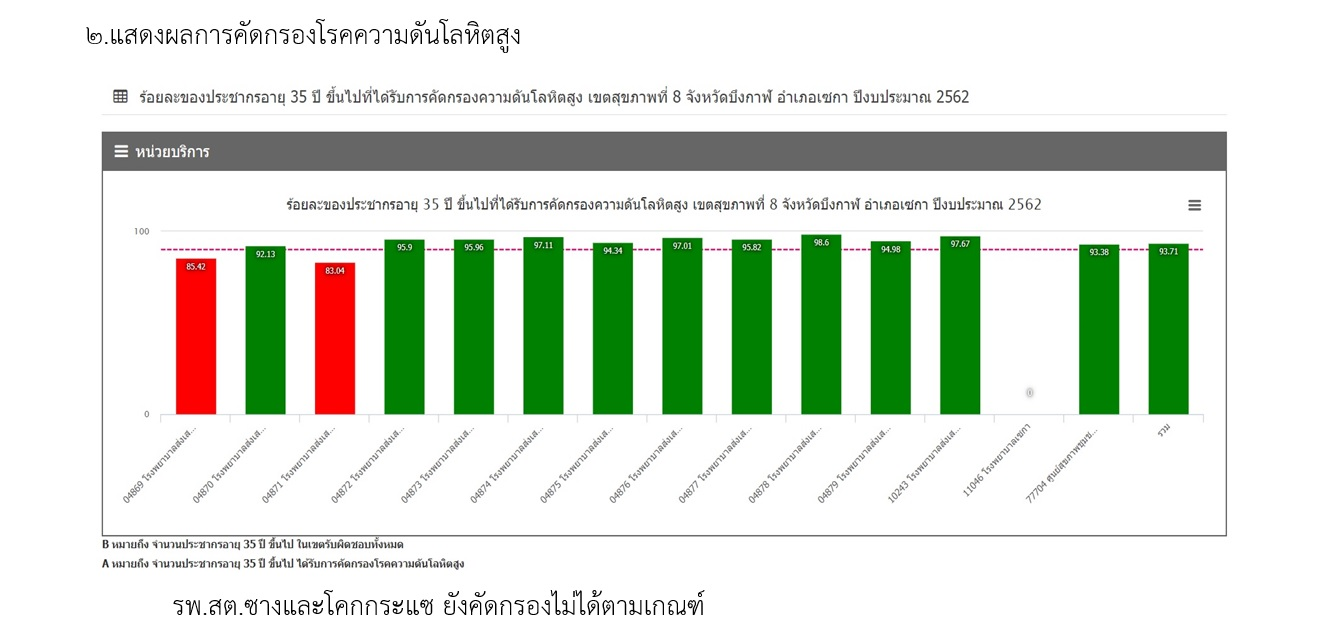 ๒.แสดงผลการคัดกรองโรคความดันโลหิตสูง
ร้อยละของประชากรอายุ 35 ปี ขึ้นไปที่ได้รับการคัดกรองความดันโลหิตสูง เขตสุขภาพที่ 8 จังหวัดบึงกาฬ อำเภอเซกา ปีงบประมาณ 2562
หน่วยบริการ
ร้อยละของประชากรอายุ 35 ปี ขึ้นไปที่ได้รับการคัดกรองความดันโลหิตสูง เขตสุขภาพที่ 8 จังหวัดบึงกาฬ อำเภอเซกา ปีงบประมาณ 2562
100
85.42 92.13 83.04 95.9 95.96 97.11 94.34 97.01 95.82 98.6 94.98 97.67 0 93.38 93.71
0
04869 โรงพยาบาลส่งเส...
04870 โรงพยาบาลส่งเส...
04871 โรงพยาบาลส่งเส...
04872 โรงพยาบาลส่งเส...
04873 โรงพยาบาลส่งเส...
04874 โรงพยาบาลส่งเส...
04875 โรงพยาบาลส่งเส...
04876 โรงพยาบาลส่งเส...
04877 โรงพยาบาลส่งเส...
04878 โรงพยาบาลส่งเส...
04879 โรงพยาบาลส่งเส...
10243 โรงพยาบาลส่งเส...
11046 โรงพยาบาลเซกา
77704 ศูนย์สุขภาพชุมช...
รวม
B หมายถึง จำนวนประชากรอายุ 35 ปี ขึ้นไป ในเขตรับผิดชอบทั้งหมด
A หมายถึง จำนวนประชากรอายุ 35 ปี ขึ้นไป ได้รับการคัดกรองโรคความดันโลหิตสูง
รพ.สต.ซางและโคกกระแซ ยังคัดกรองไม่ได้ตามเกณฑ์